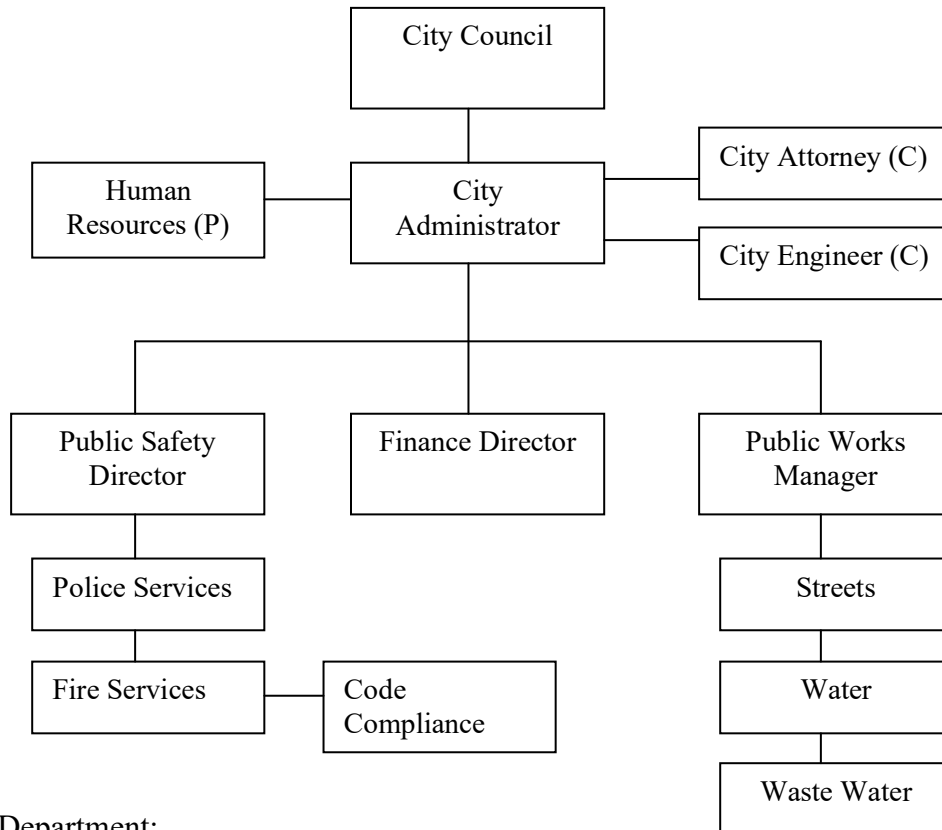 City Council
City Attorney (C)
Human
Resources (P)
City
Administrator
City Engineer (C)
Public Safety
Director
Finance Director
Public Works
Manager
Police Services
Streets
Fire Services
Code
Compliance
Water
Waste Water
Department: